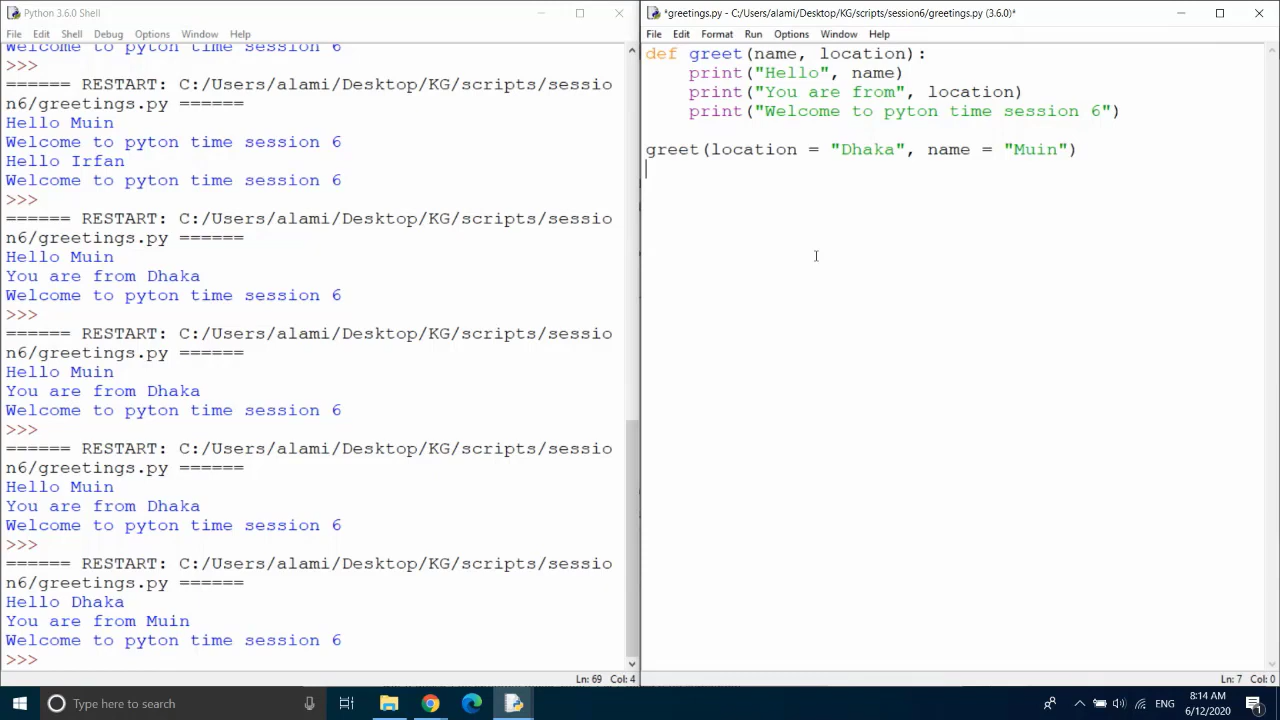 Python 3.6.0 Shell
File Edit Shell Debug Options Window Help
Welcome to pyton time session 6
>>>
====== RESTART: C:/Users/alami/Desktop/KG/scripts/sessio
n6/greetings.py ======
Hello Muin
Welcome to pyton time session 6
Hello Irfan
Welcome to pyton time session 6
>>>
====== RESTART: C:/Users/alami/Desktop/KG/scripts/sessio
n6/greetings.py ======
Hello Muin
You are from Dhaka
Welcome to pyton time session 6
>>>
====== RESTART: C:/Users/alami/Desktop/KG/scripts/sessio
n6/greetings.py ======
Hello Muin
You are from Dhaka
Welcome to pyton time session 6
>>>
====== RESTART: C:/Users/alami/Desktop/KG/scripts/sessio
n6/greetings.py ======
Hello Muin
You are from Dhaka
Welcome to pyton time session 6
>>>
====== RESTART: C:/Users/alami/Desktop/KG/scripts/sessio
n6/greetings.py ======
Hello Dhaka
You are from Muin
Welcome to pyton time session 6
>>>
Ln: 69 Col: 4
*greetings.py - C:/Users/alami/Desktop/KG/scripts/session6/greetings.py (3.6.0)*
File Edit Format Run Options Window Help
def greet(name, location):
    print("Hello", name)
    print("You are from", location)
    print("Welcome to pyton time session 6")
greet(location = "Dhaka", name = "Muin")
Ln: 7 Col: 0
Type here to search
ENG
8:14 AM
6/12/2020
1